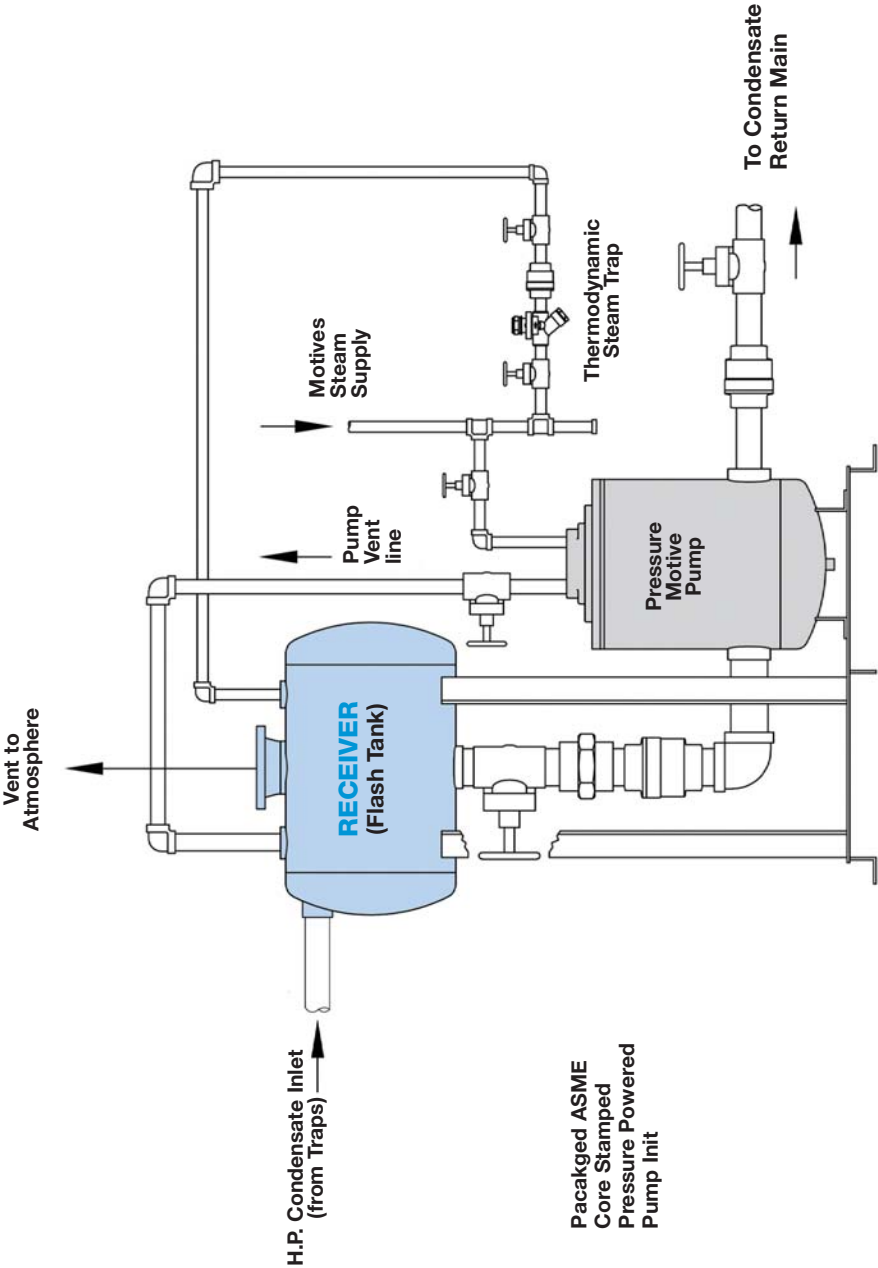 Vent to
Atmosphere
H.P. Condensate Inlet
(from Traps)
RECEIVER
(Flash Tank)
Pump
Vent
line
Motives
Steam
Supply
Thermodynamic
Steam Trap
Pressure
Motive
Pump
To Condensate
Return Main
Pacakged ASME
Core Stamped
Pressure Powered
Pump Init